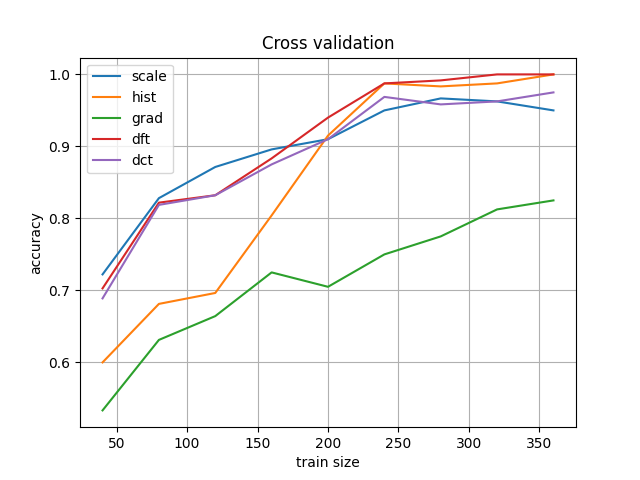 Cross validation
scale
hist
grad
dft
dct
1.0
0.9
0.8
0.7
0.6
accuracy
50 100 150 200 250 300 350
train size